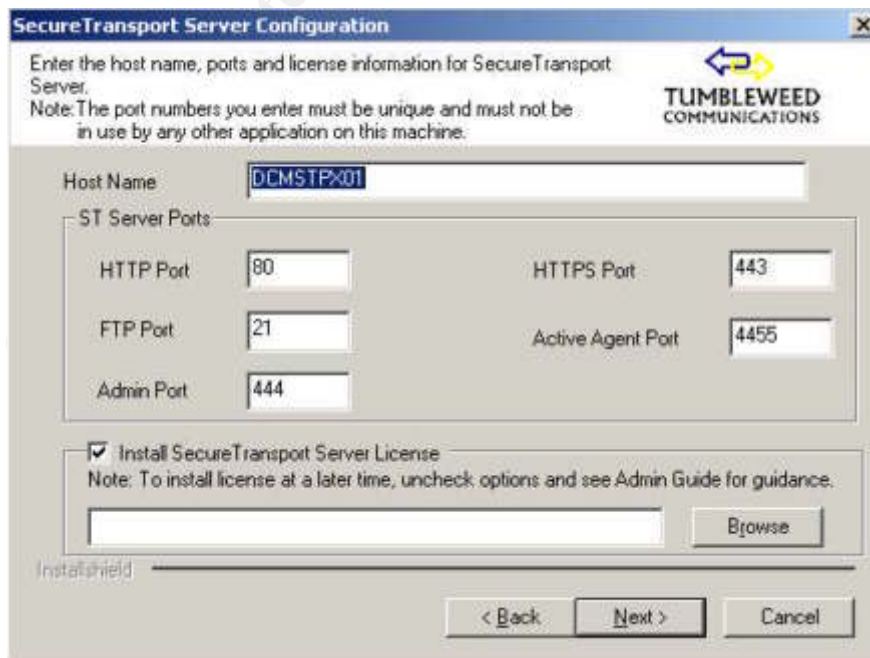 SecureTransport Server Configuration
Enter the host name, ports and license information for SecureTransport
Server.
Note: The port numbers you enter must be unique and must not be
in use by any other application on this machine.
TUMBLEWEED
COMMUNICATIONS
Host Name DCMSTPX01
ST Server Ports
HTTP Port 80 HTTPS Port 443
FTP Port 21 Active Agent Port 4455
Admin Port 444
Install SecureTransport Server License
Note: To install license at a later time, uncheck options and see Admin Guide for guidance.
Browse
Installshield
< Back Next > Cancel